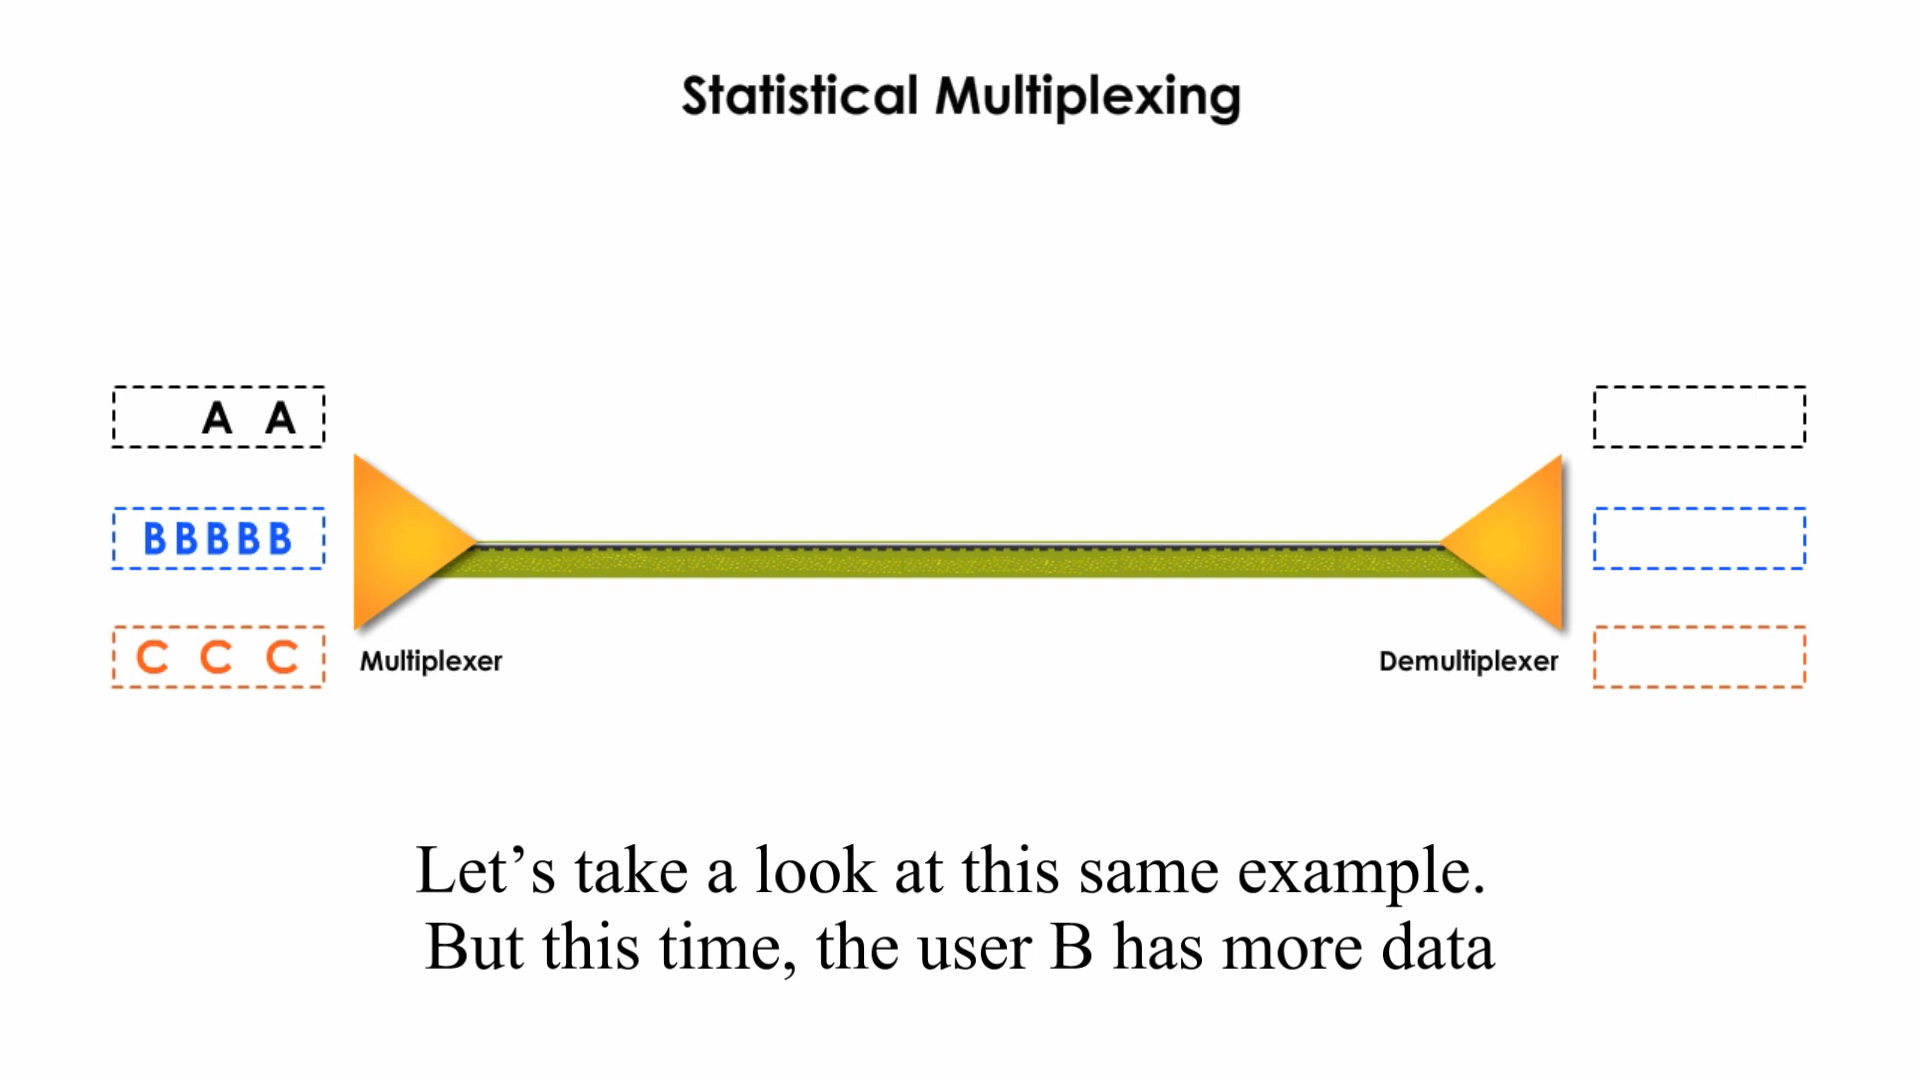 Statistical Multiplexing
A A
BBBBB
C C C
Multiplexer
Demultiplexer
Let’s take a look at this same example.
But this time, the user B has more data